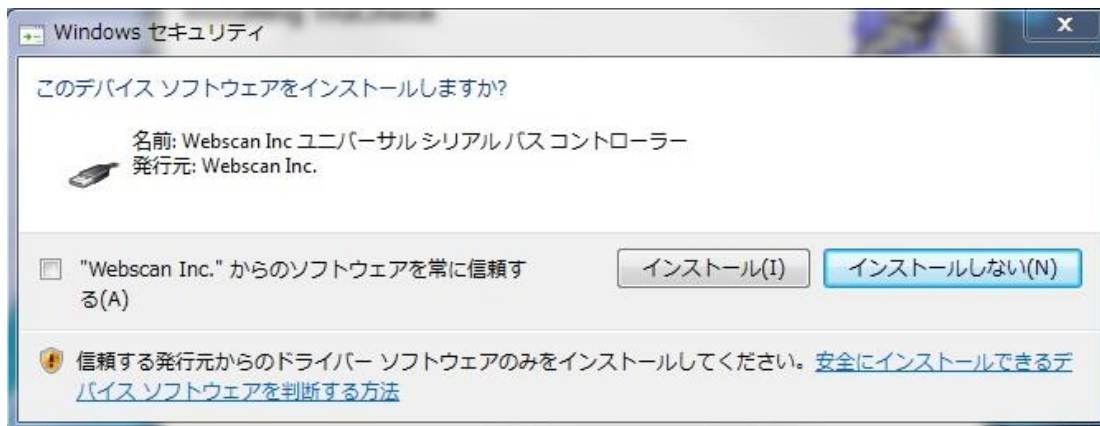 Windows セキュリティ
このデバイス ソフトウェアをインストールしますか?
名前: Webscan Inc ユニバーサル シリアル バス コントローラー
発行元: Webscan Inc.
"Webscan Inc." からのソフトウェアを常に信頼す
る(A)
インストール(I)
インストールしない(N)
信頼する発行元からのドライバー ソフトウェアのみをインストールしてください。安全にインストールできるデ
バイス ソフトウェアを判断する方法